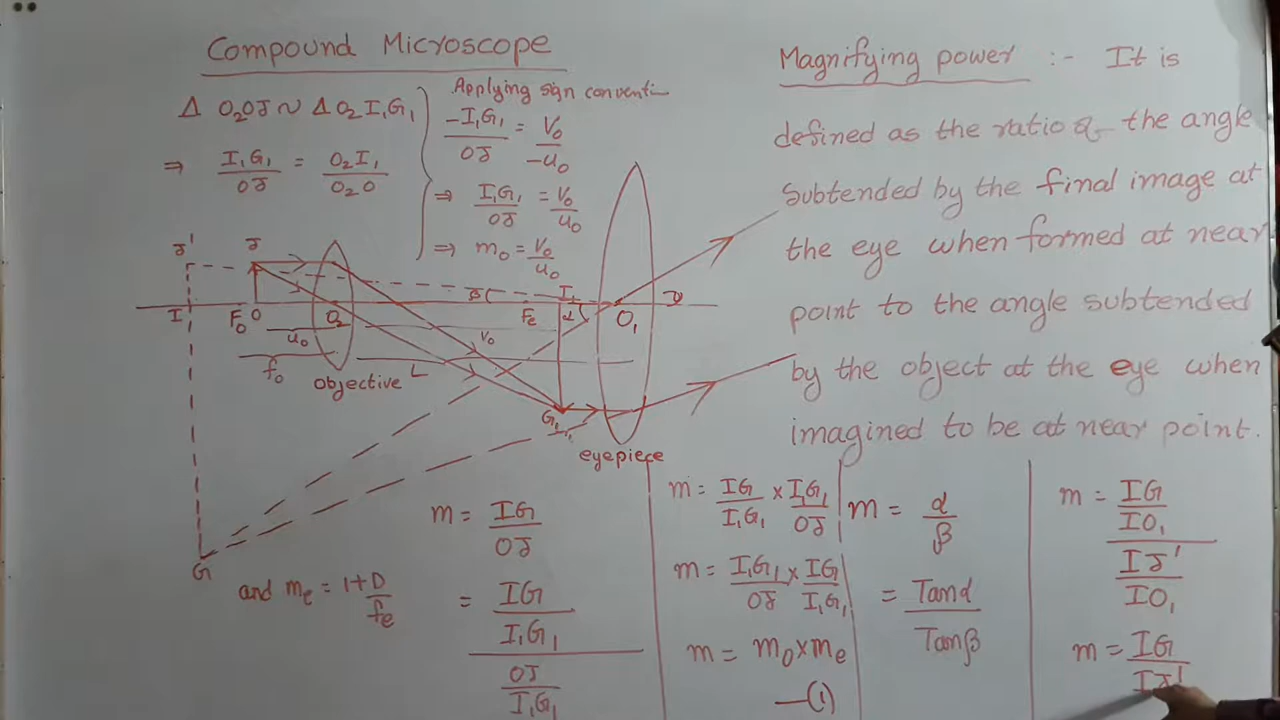 Compound Microscope
Δ O₂OJ ~ Δ O₂I₁G₁
⇒ I₁G₁/OJ = O₂I₁/O₂O
Applying sign conventi
-I₁G₁/OJ = V₀/-u₀
⇒ I₁G₁/OJ = V₀/u₀
⇒ m₀ = V₀/u₀
J' J
β I₁
I F₀ O O₂ Fe α O₁
u₀ V₀
f₀ L
objective
G₁
eyepiece
G
and me = 1+D/fe
m = IG/OJ
= (IG/I₁G₁)/(OJ/I₁G₁)
m = IG/I₁G₁ × I₁G₁/OJ
m = I₁G₁/OJ × IG/I₁G₁
m = m₀×me
—(1)
Magnifying power :- It is
defined as the ratio of the angle
Subtended by the final image at
the eye when formed at near
point to the angle subtended
by the object at the eye when
imagined to be at near point.
m = α/β
= Tanα/Tanβ
m = (IG/IO₁)/(IJ'/IO₁)
m = IG/IJ'